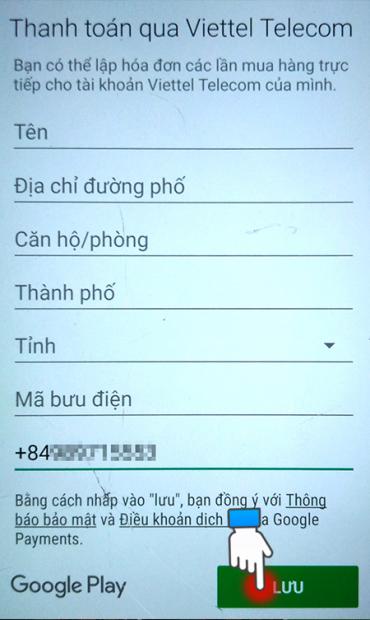 Thanh toán qua Viettel Telecom
Bạn có thể lập hóa đơn các lần mua hàng trực
tiếp cho tài khoản Viettel Telecom của mình.
Tên
Địa chỉ đường phố
Căn hộ/phòng
Thành phố
Tỉnh
Mã bưu điện
+84
Bằng cách nhấp vào "lưu", bạn đồng ý với Thông
báo bảo mật và Điều khoản dịch Google
Payments.
Google Play
LƯU